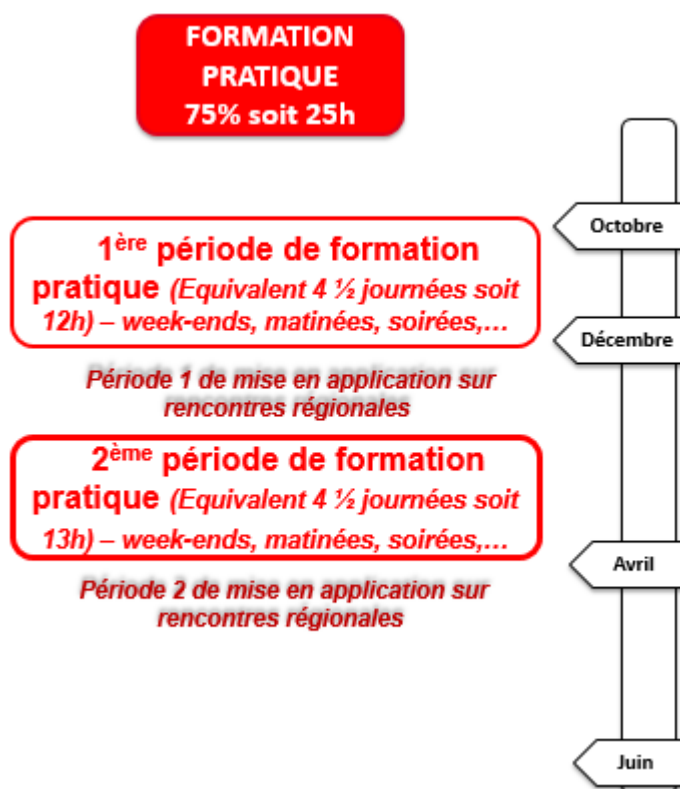 FORMATION
PRATIQUE
75% soit 25h
Octobre
1ère période de formation
pratique (Equivalent 4 ½ journées soit
12h) – week-ends, matinées, soirées,…
Décembre
Période 1 de mise en application sur
rencontres régionales
2ème période de formation
pratique (Equivalent 4 ½ journées soit
13h) – week-ends, matinées, soirées,…
Avril
Période 2 de mise en application sur
rencontres régionales
Juin